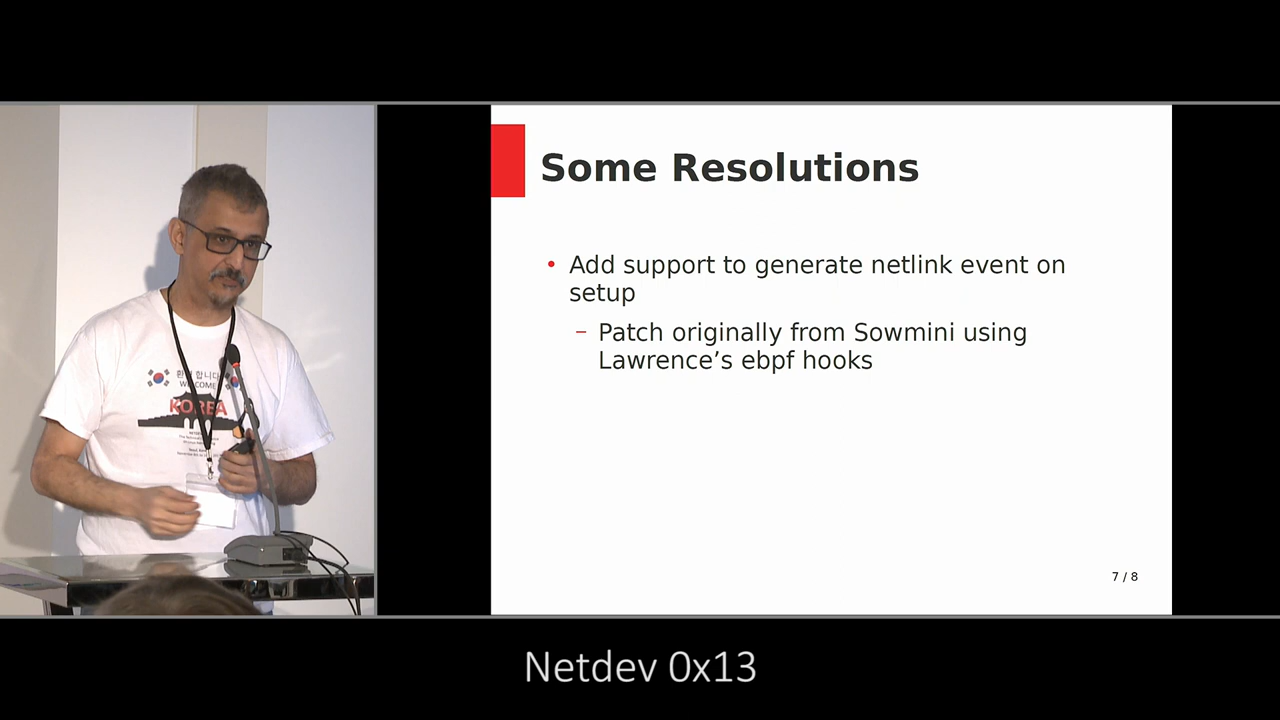 Some Resolutions
• Add support to generate netlink event on
setup
– Patch originally from Sowmini using
Lawrence’s ebpf hooks
7 / 8
WELCOME
KOREA
Netdev 0x13